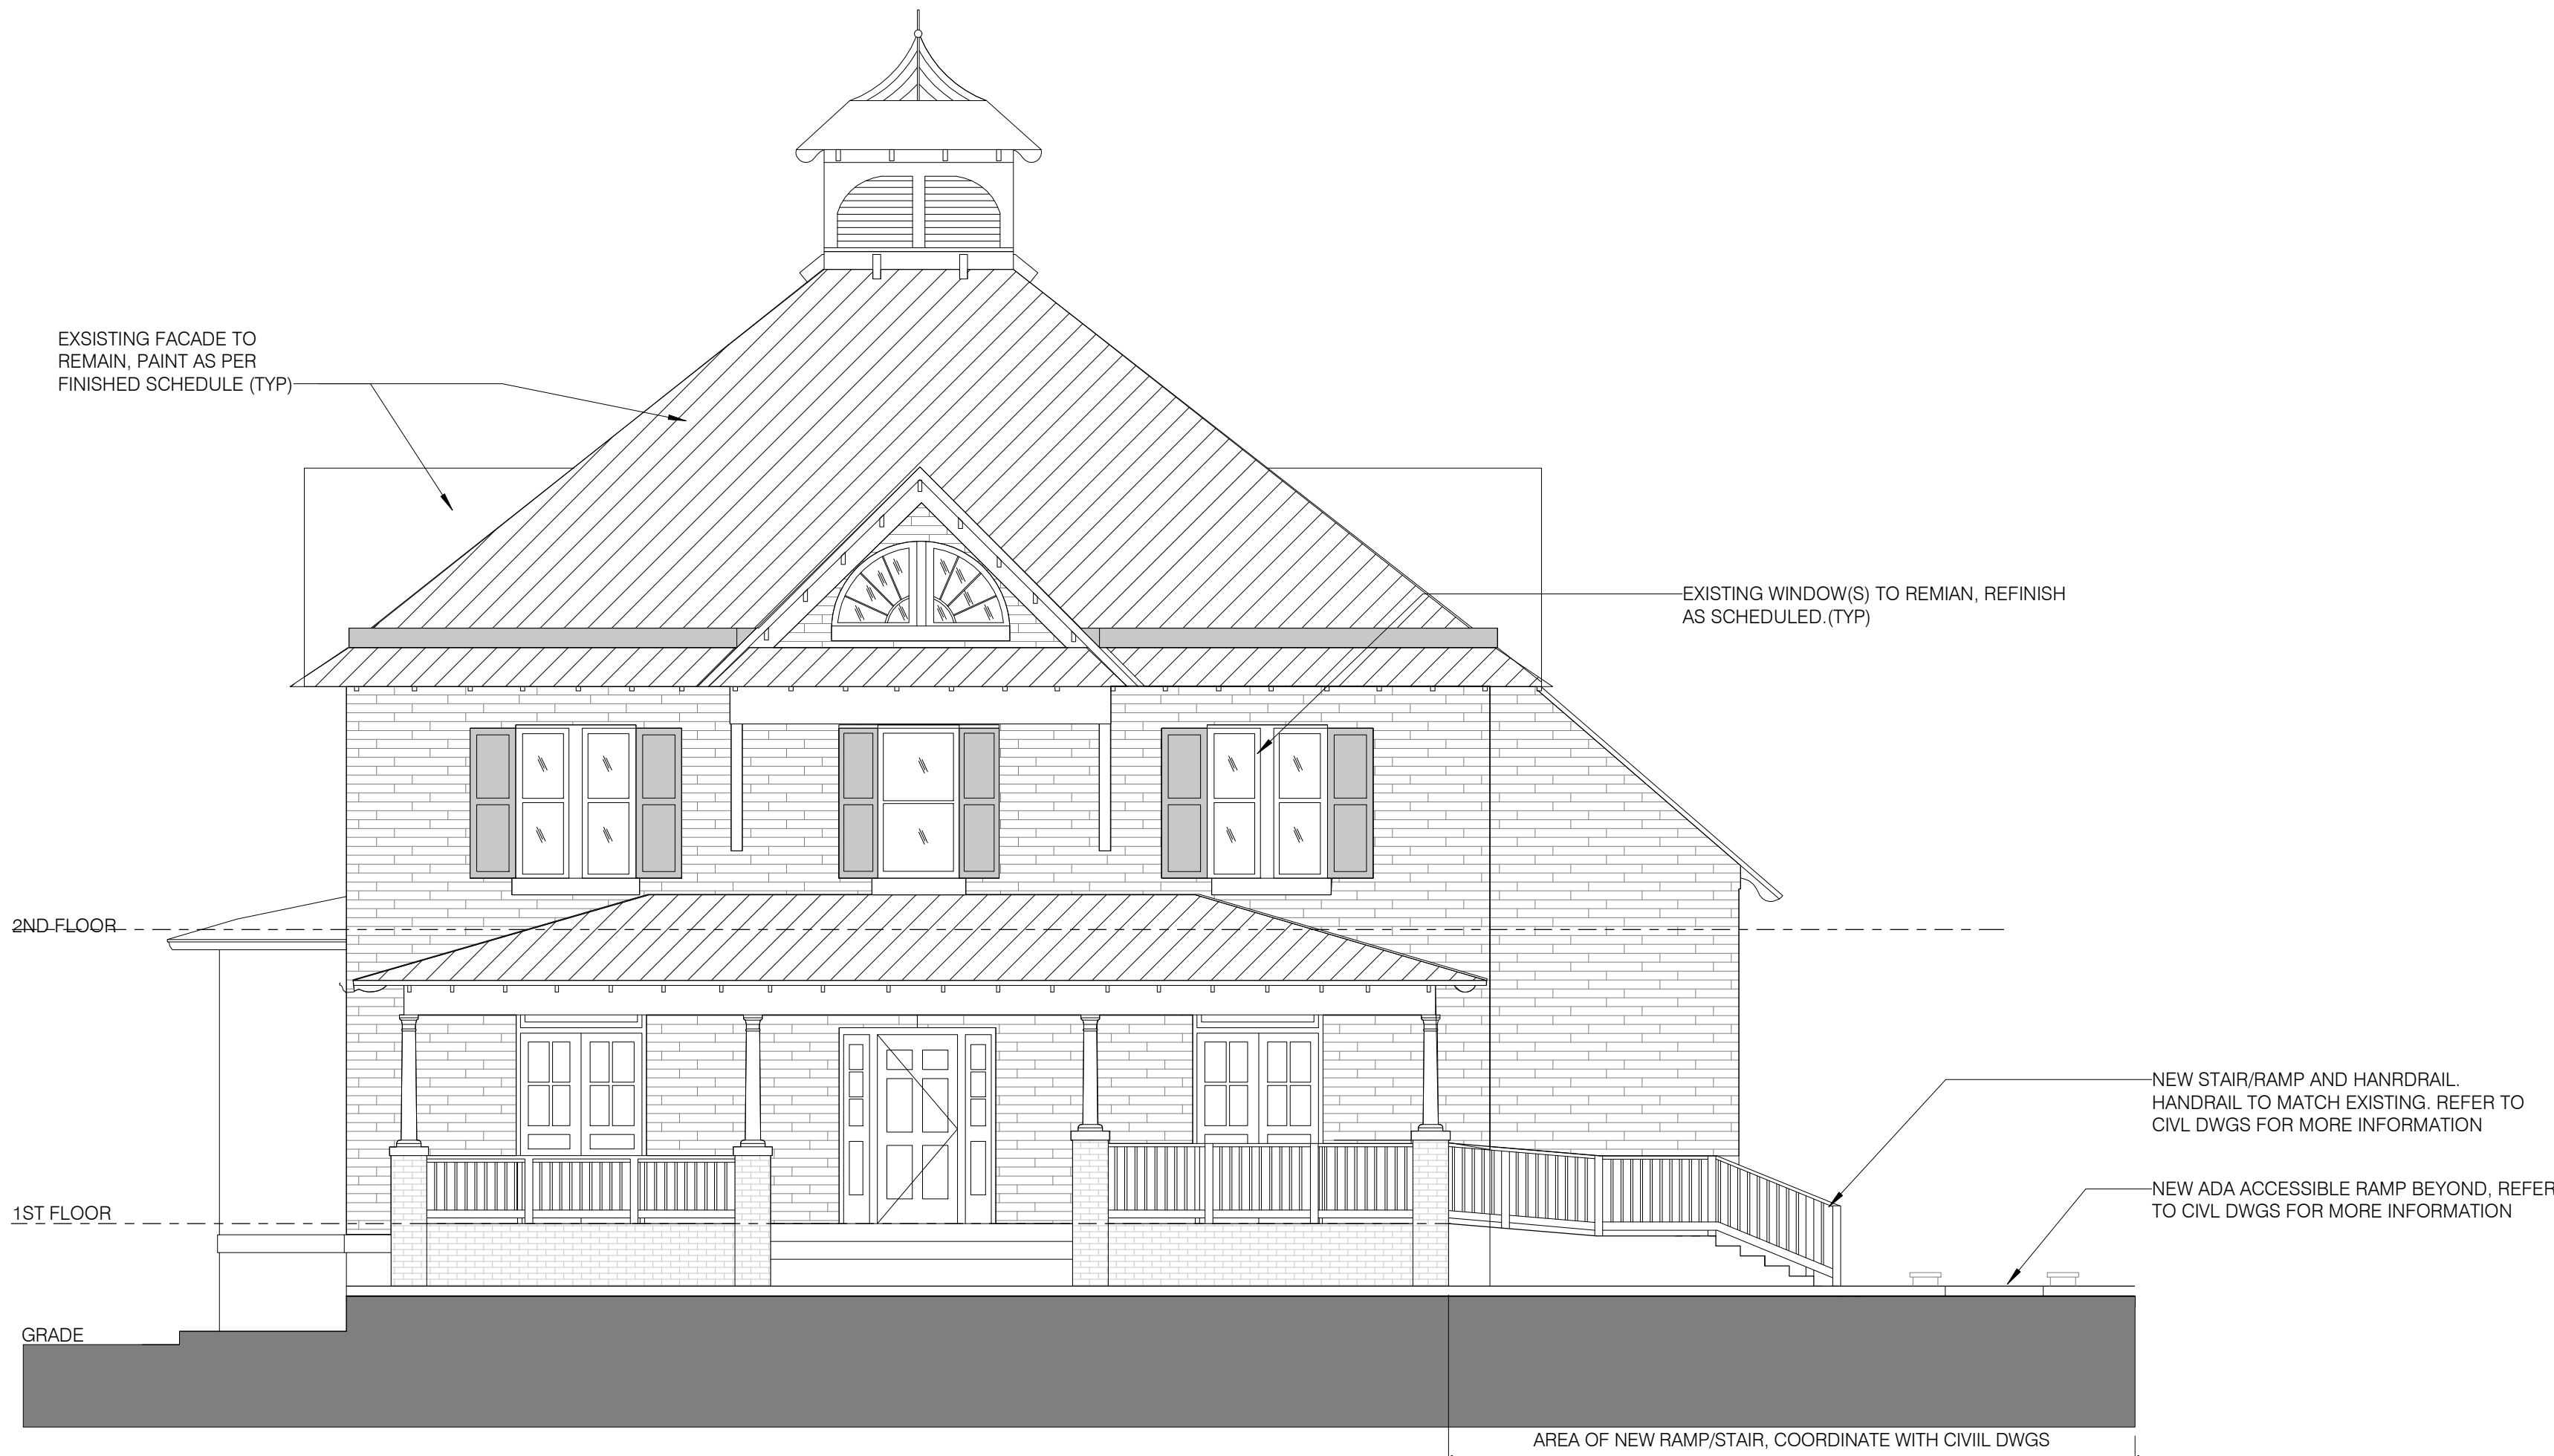 EXSISTING FACADE TO
REMAIN, PAINT AS PER
FINISHED SCHEDULE (TYP)
EXISTING WINDOW(S) TO REMIAN, REFINISH
AS SCHEDULED.(TYP)
2ND FLOOR
NEW STAIR/RAMP AND HANRDRAIL.
HANDRAIL TO MATCH EXISTING. REFER TO
CIVL DWGS FOR MORE INFORMATION
NEW ADA ACCESSIBLE RAMP BEYOND, REFER
TO CIVL DWGS FOR MORE INFORMATION
1ST FLOOR
GRADE
AREA OF NEW RAMP/STAIR, COORDINATE WITH CIVIIL DWGS